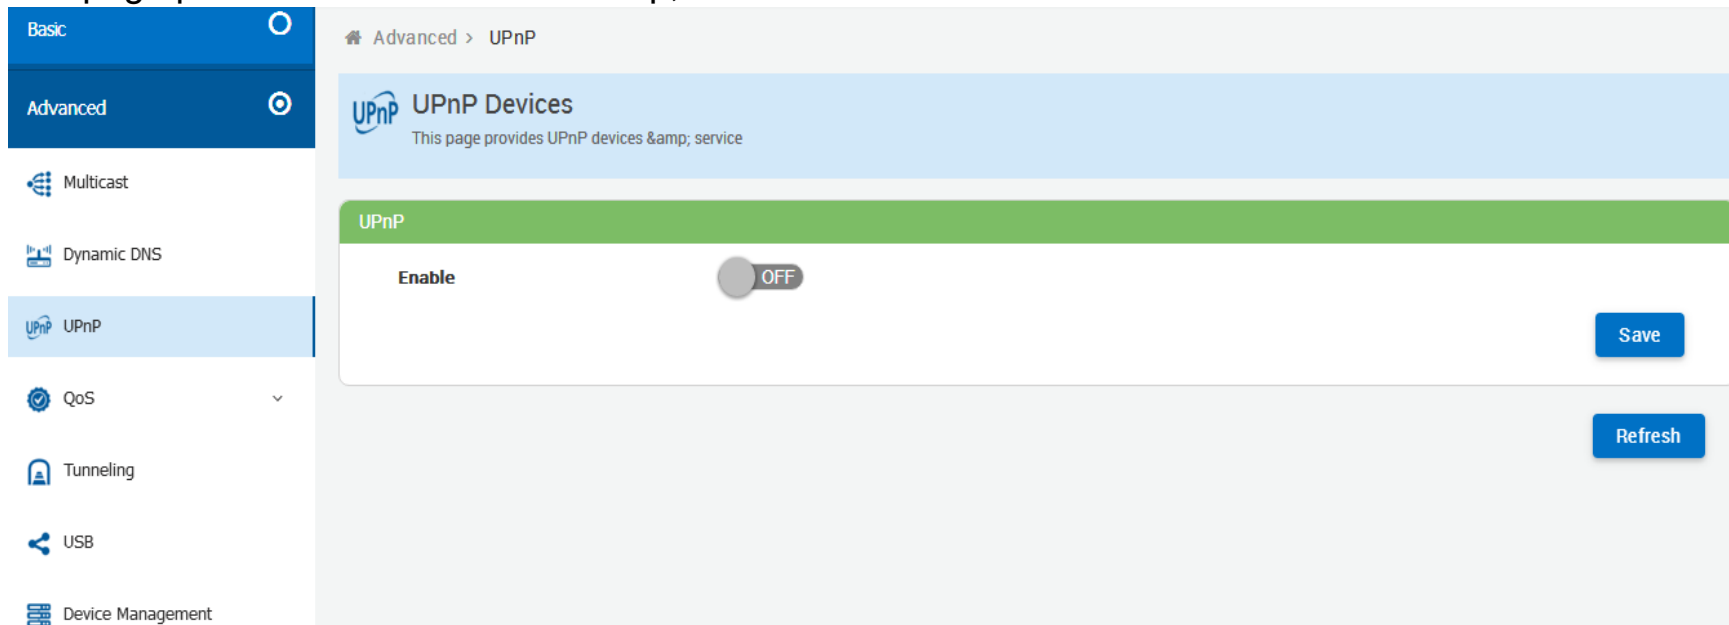 Basic
Advanced
Multicast
Dynamic DNS
UPnP UPnP
QoS
Tunneling
USB
Device Management
Advanced > UPnP
UPnP UPnP Devices
This page provides UPnP devices &amp; service
UPnP
Enable OFF
Save
Refresh